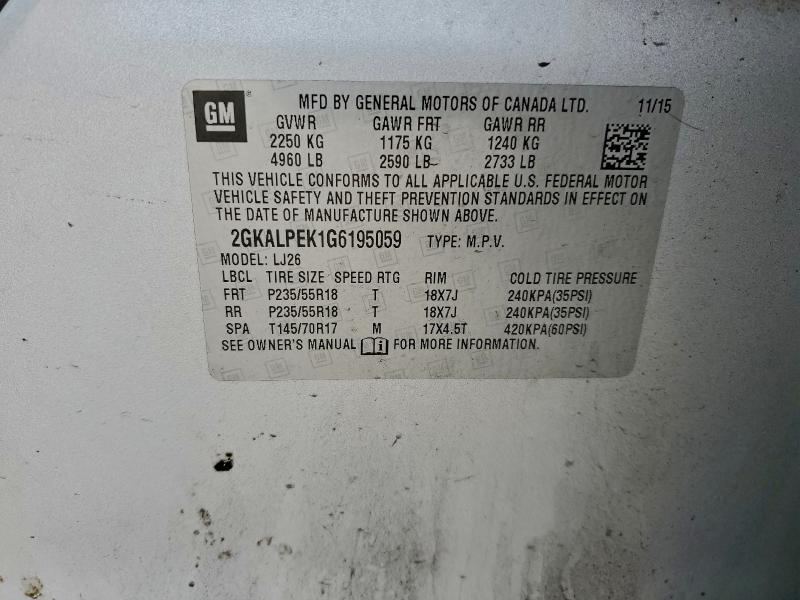 GM ® MFD BY GENERAL MOTORS OF CANADA LTD. 11/15
GVWR GAWR FRT GAWR RR
2250 KG 1175 KG 1240 KG
4960 LB 2590 LB 2733 LB
THIS VEHICLE CONFORMS TO ALL APPLICABLE U.S. FEDERAL MOTOR
VEHICLE SAFETY AND THEFT PREVENTION STANDARDS IN EFFECT ON
THE DATE OF MANUFACTURE SHOWN ABOVE.
2GKALPEK1G6195059 TYPE: M.P.V.
MODEL: LJ26
LBCL TIRE SIZE SPEED RTG RIM COLD TIRE PRESSURE
FRT P235/55R18 T 18X7J 240KPA(35PSI)
RR P235/55R18 T 18X7J 240KPA(35PSI)
SPA T145/70R17 M 17X4.5T 420KPA(60PSI)
SEE OWNER'S MANUAL FOR MORE INFORMATION.